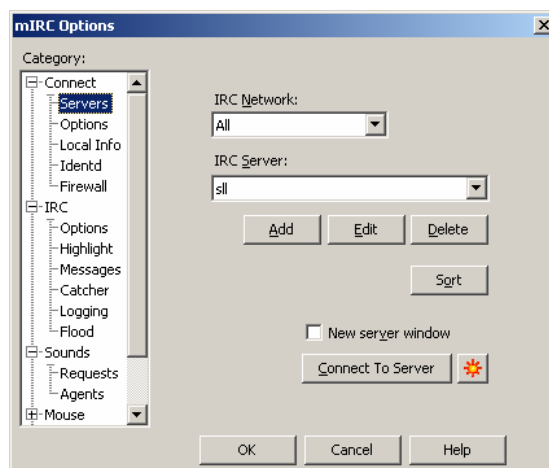 mIRC Options
Category:
Connect
Servers
Options
Local Info
Identd
Firewall
IRC
Options
Highlight
Messages
Catcher
Logging
Flood
Sounds
Requests
Agents
Mouse
IRC Network:
All
IRC Server:
sll
Add Edit Delete
Sort
New server window
Connect To Server
OK Cancel Help